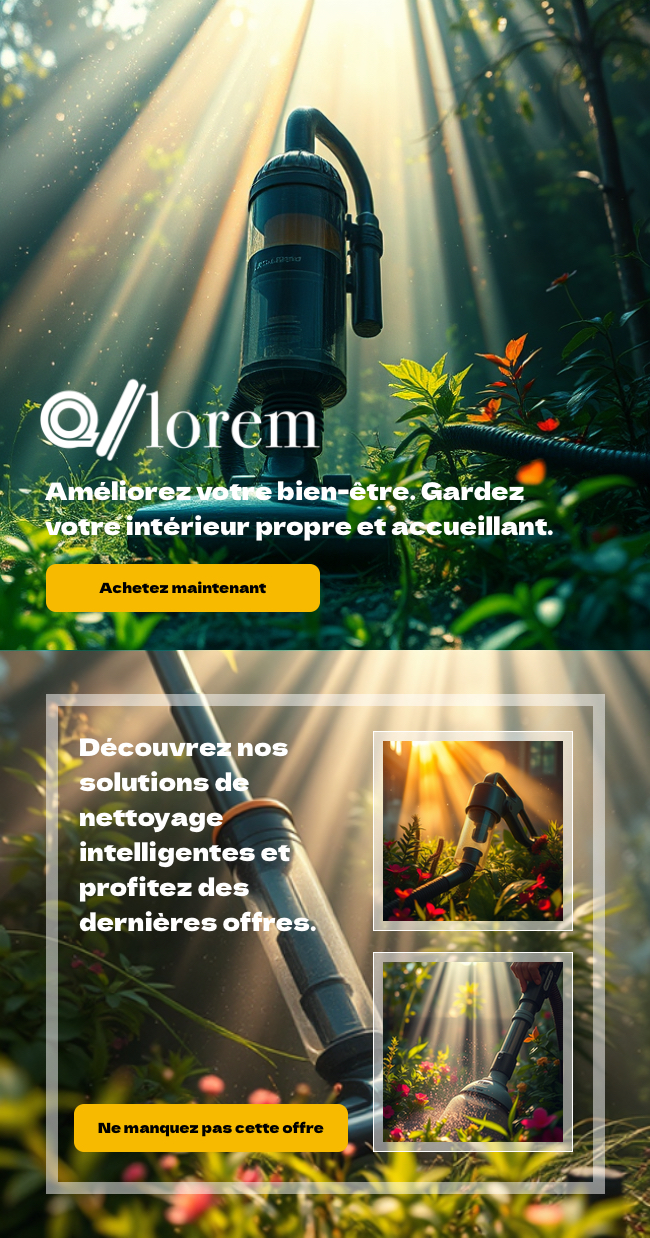 lorem
Améliorez votre bien-être. Gardez
votre intérieur propre et accueillant.
Achetez maintenant
Découvrez nos
solutions de
nettoyage
intelligentes et
profitez des
dernières offres.
Ne manquez pas cette offre